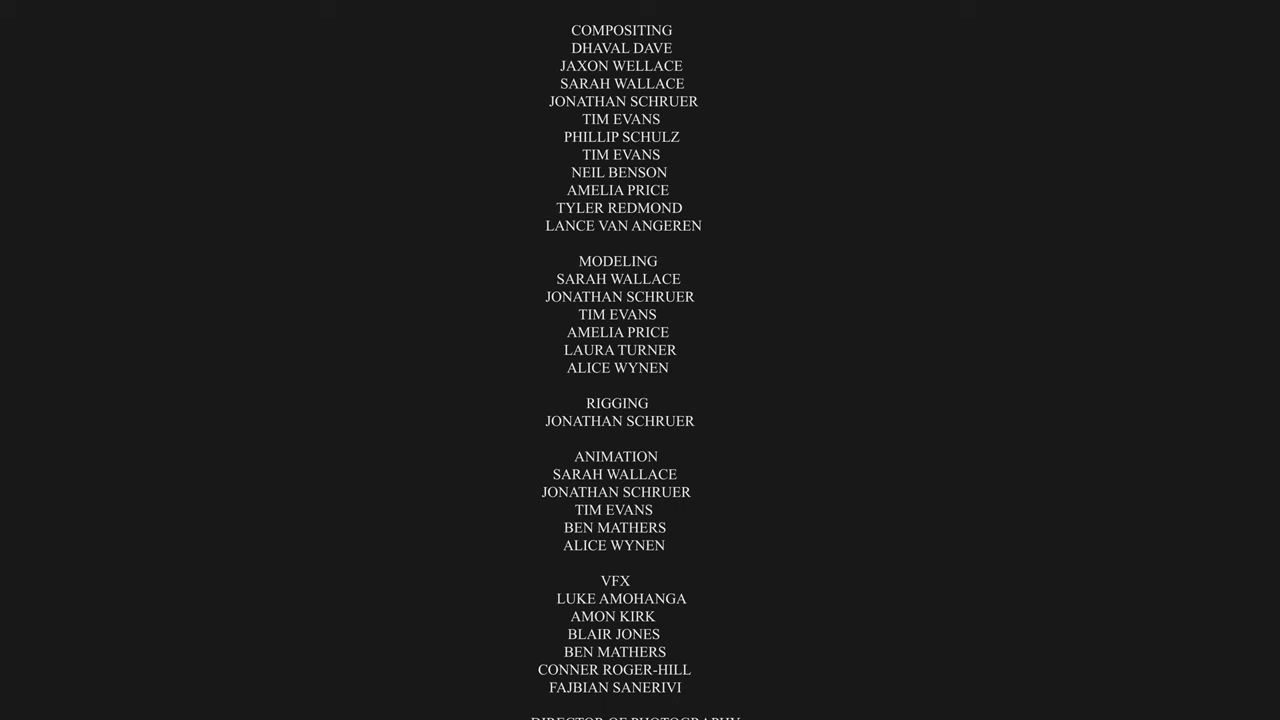 COMPOSITING
DHAVAL DAVE
JAXON WELLACE
SARAH WALLACE
JONATHAN SCHRUER
TIM EVANS
PHILLIP SCHULZ
TIM EVANS
NEIL BENSON
AMELIA PRICE
TYLER REDMOND
LANCE VAN ANGEREN
MODELING
SARAH WALLACE
JONATHAN SCHRUER
TIM EVANS
AMELIA PRICE
LAURA TURNER
ALICE WYNEN
RIGGING
JONATHAN SCHRUER
ANIMATION
SARAH WALLACE
JONATHAN SCHRUER
TIM EVANS
BEN MATHERS
ALICE WYNEN
VFX
LUKE AMOHANGA
AMON KIRK
BLAIR JONES
BEN MATHERS
CONNER ROGER-HILL
FAJBIAN SANERIVI
DIRECTOR OF PHOTOGRAPHY